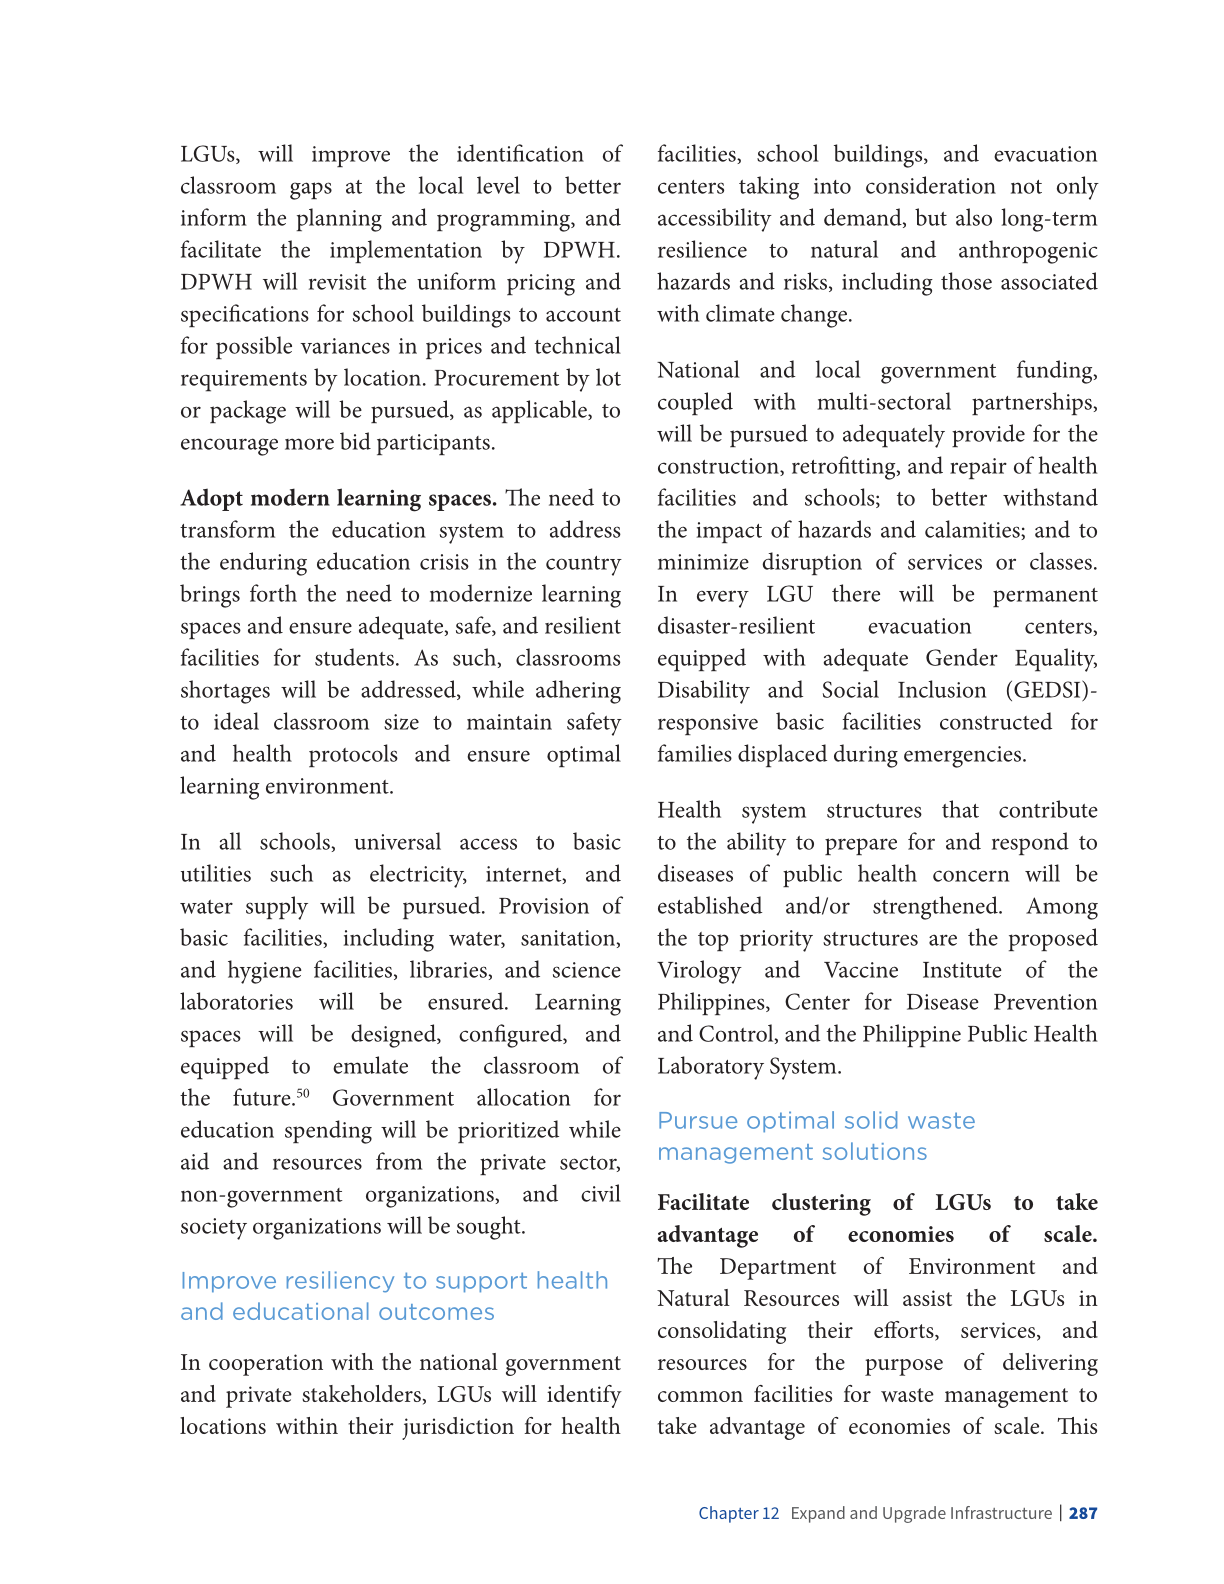 LGUs, will improve the identification of
classroom gaps at the local level to better
inform the planning and programming, and
facilitate the implementation by DPWH.
DPWH will revisit the uniform pricing and
specifications for school buildings to account
for possible variances in prices and technical
requirements by location. Procurement by lot
or package will be pursued, as applicable, to
encourage more bid participants.
Adopt modern learning spaces. The need to
transform the education system to address
the enduring education crisis in the country
brings forth the need to modernize learning
spaces and ensure adequate, safe, and resilient
facilities for students. As such, classrooms
shortages will be addressed, while adhering
to ideal classroom size to maintain safety
and health protocols and ensure optimal
learning environment.
In all schools, universal access to basic
utilities such as electricity, internet, and
water supply will be pursued. Provision of
basic facilities, including water, sanitation,
and hygiene facilities, libraries, and science
laboratories will be ensured. Learning
spaces will be designed, configured, and
equipped to emulate the classroom of
the future.50 Government allocation for
education spending will be prioritized while
aid and resources from the private sector,
non-government organizations, and civil
society organizations will be sought.
Improve resiliency to support health
and educational outcomes
In cooperation with the national government
and private stakeholders, LGUs will identify
locations within their jurisdiction for health
facilities, school buildings, and evacuation
centers taking into consideration not only
accessibility and demand, but also long-term
resilience to natural and anthropogenic
hazards and risks, including those associated
with climate change.
National and local government funding,
coupled with multi-sectoral partnerships,
will be pursued to adequately provide for the
construction, retrofitting, and repair of health
facilities and schools; to better withstand
the impact of hazards and calamities; and to
minimize disruption of services or classes.
In every LGU there will be permanent
disaster-resilient evacuation centers,
equipped with adequate Gender Equality,
Disability and Social Inclusion (GEDSI)-
responsive basic facilities constructed for
families displaced during emergencies.
Health system structures that contribute
to the ability to prepare for and respond to
diseases of public health concern will be
established and/or strengthened. Among
the top priority structures are the proposed
Virology and Vaccine Institute of the
Philippines, Center for Disease Prevention
and Control, and the Philippine Public Health
Laboratory System.
Pursue optimal solid waste
management solutions
Facilitate clustering of LGUs to take
advantage of economies of scale.
The Department of Environment and
Natural Resources will assist the LGUs in
consolidating their efforts, services, and
resources for the purpose of delivering
common facilities for waste management to
take advantage of economies of scale. This
Chapter 12 Expand and Upgrade Infrastructure | 287